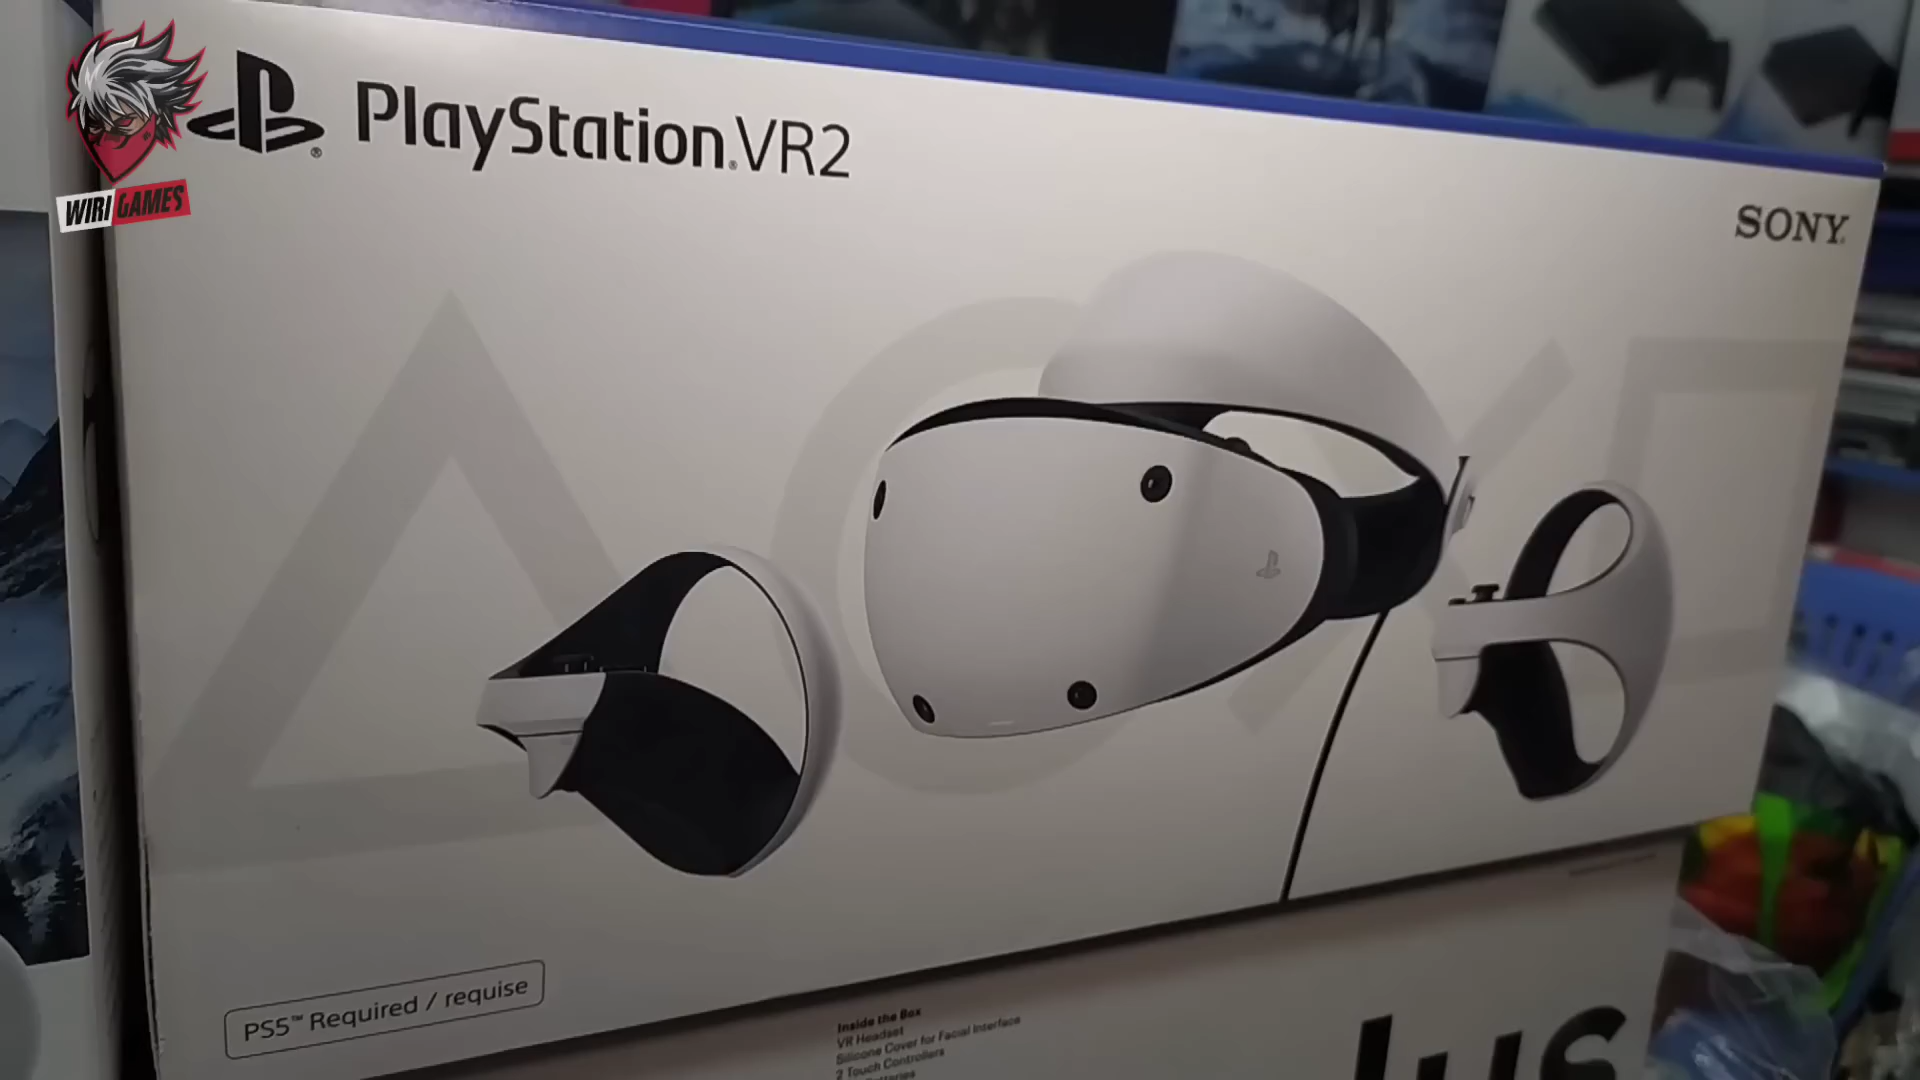 PlayStation®VR2
SONY
WIRI GAMES
PS5™ Required / requise
Inside the Box
VR Headset
Silicone Cover for Facial Interface
2 Touch Controllers